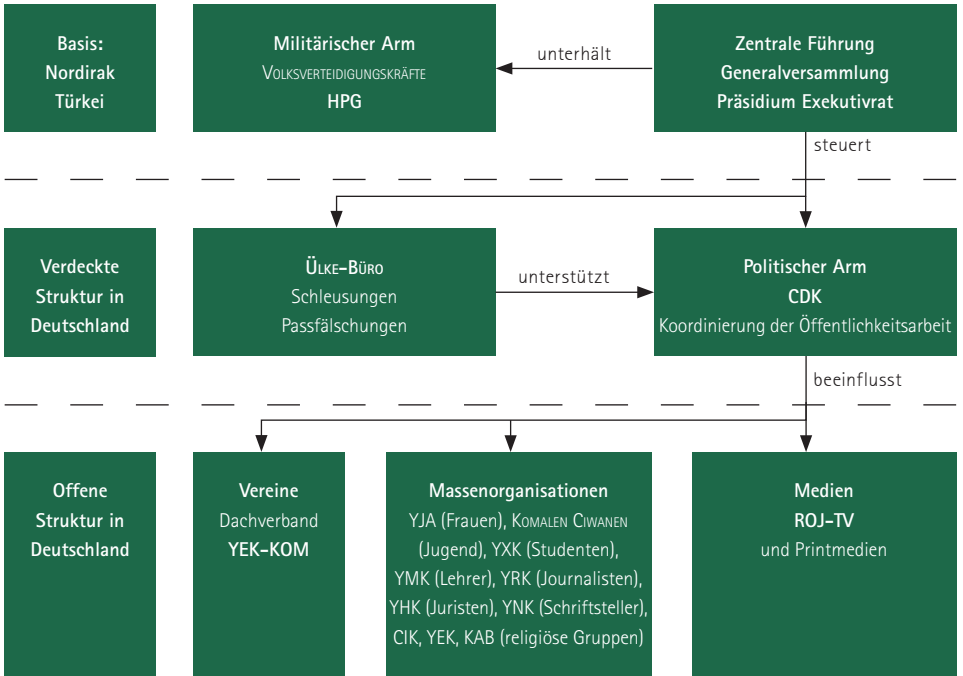 Basis:
Nordirak
Türkei
Militärischer Arm
Volksverteidigungskräfte
HPG
unterhält
Zentrale Führung
Generalversammlung
Präsidium Exekutivrat
steuert
Verdeckte
Struktur in
Deutschland
Ülke-Büro
Schleusungen
Passfälschungen
unterstützt
Politischer Arm
CDK
Koordinierung der Öffentlichkeitsarbeit
beeinflusst
Offene
Struktur in
Deutschland
Vereine
Dachverband
YEK-KOM
Massenorganisationen
YJA (Frauen), Komalen Ciwanen
(Jugend), YXK (Studenten),
YMK (Lehrer), YRK (Journalisten),
YHK (Juristen), YNK (Schriftsteller),
CIK, YEK, KAB (religiöse Gruppen)
Medien
ROJ-TV
und Printmedien